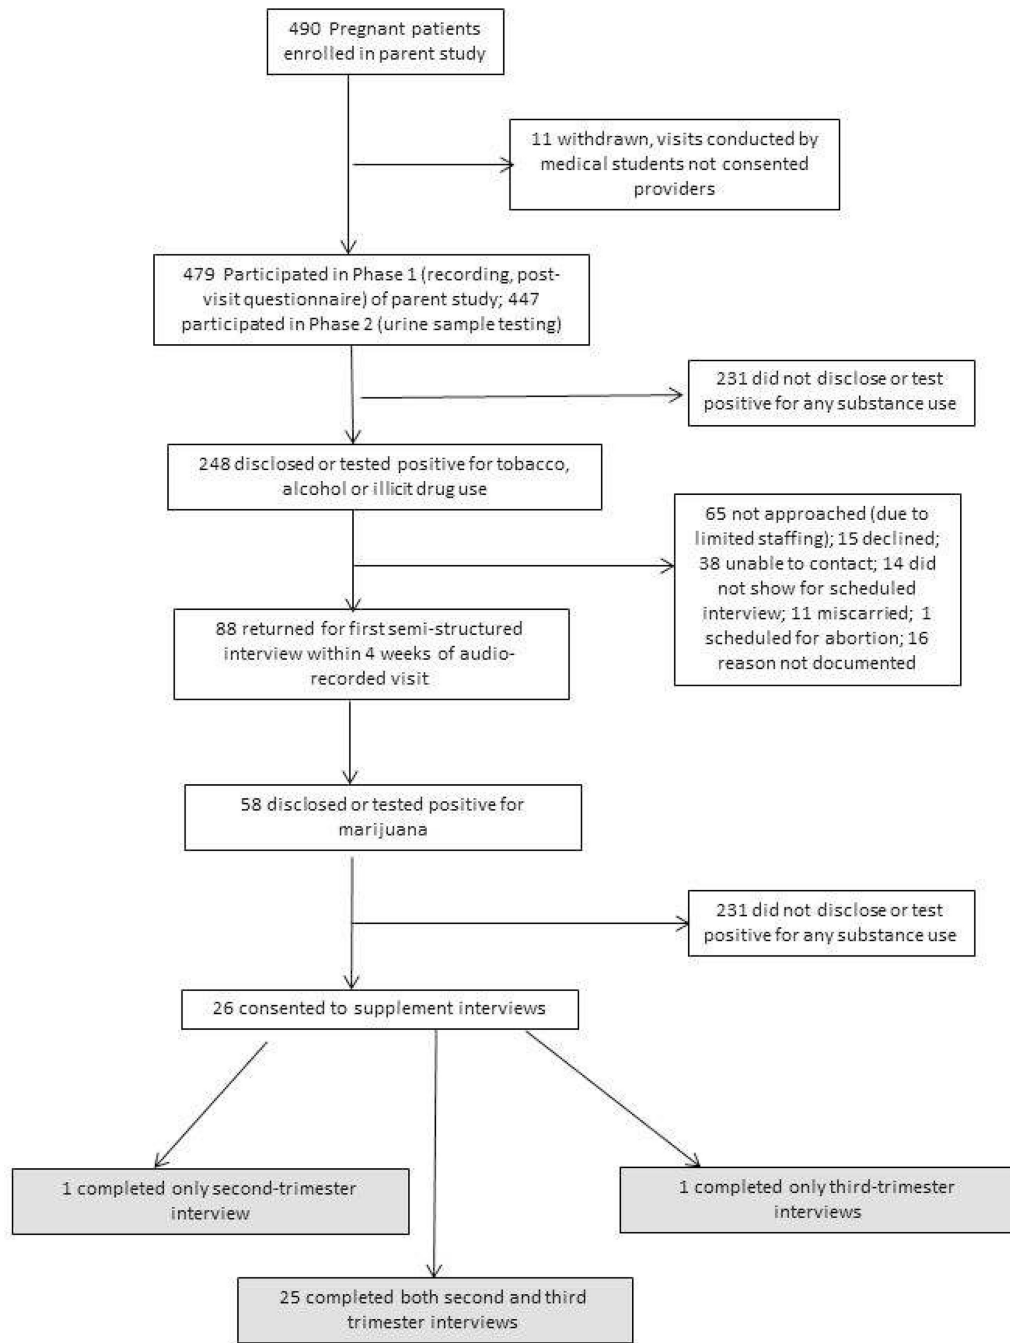 490 Pregnant patients
enrolled in parent study
11 withdrawn, visits conducted by
medical students not consented
providers
479 Participated in Phase 1 (recording, post-
visit questionnaire) of parent study; 447
participated in Phase 2 (urine sample testing)
231 did not disclose or test
positive for any substance use
248 disclosed or tested positive for tobacco,
alcohol or illicit drug use
65 not approached (due to
limited staffing); 15 declined;
38 unable to contact; 14 did
not show for scheduled
interview; 11 miscarried; 1
scheduled for abortion; 16
reason not documented
88 returned for first semi-structured
interview within 4 weeks of audio-
recorded visit
58 disclosed or tested positive for
marijuana
231 did not disclose or test
positive for any substance use
26 consented to supplement interviews
1 completed only second-trimester
interview
1 completed only third-trimester
interviews
25 completed both second and third
trimester interviews